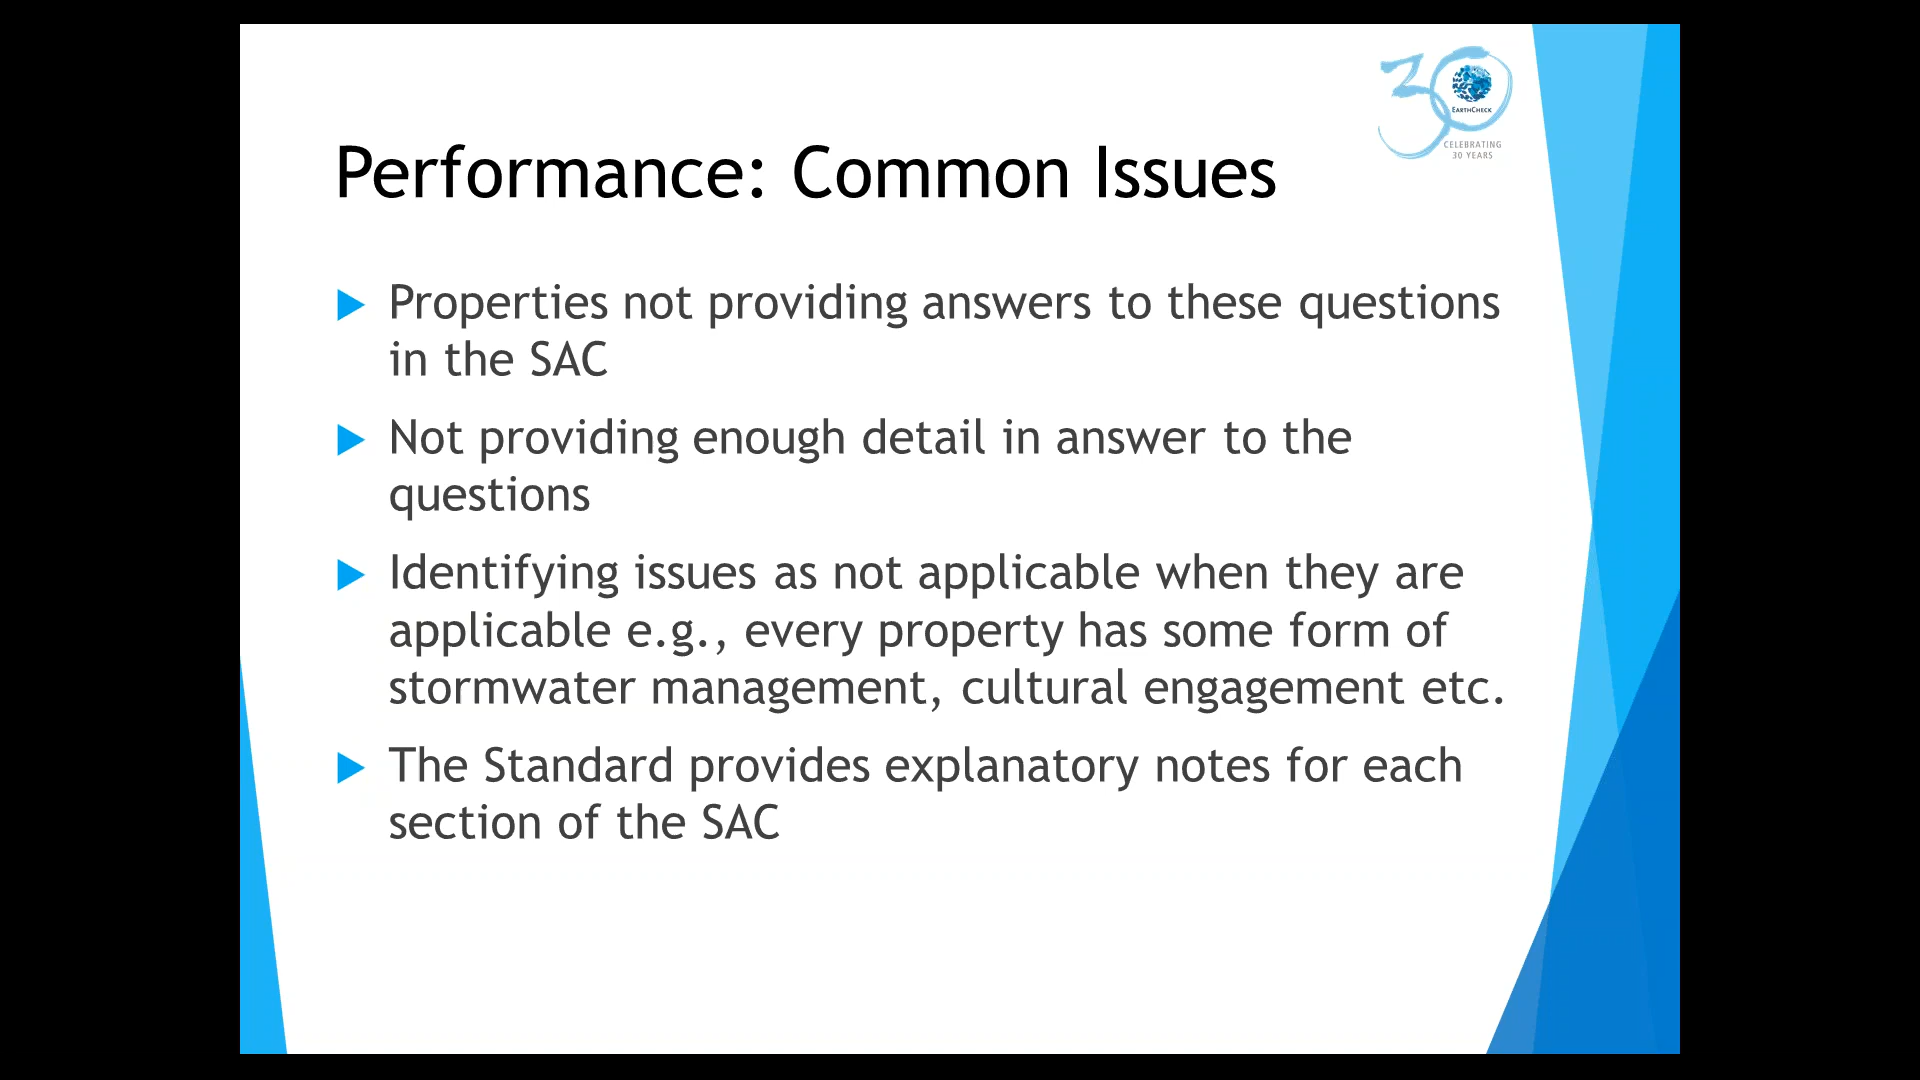 30
EARTHCHECK
CELEBRATING
30 YEARS
Performance: Common Issues
Properties not providing answers to these questions
in the SAC
Not providing enough detail in answer to the
questions
Identifying issues as not applicable when they are
applicable e.g., every property has some form of
stormwater management, cultural engagement etc.
The Standard provides explanatory notes for each
section of the SAC